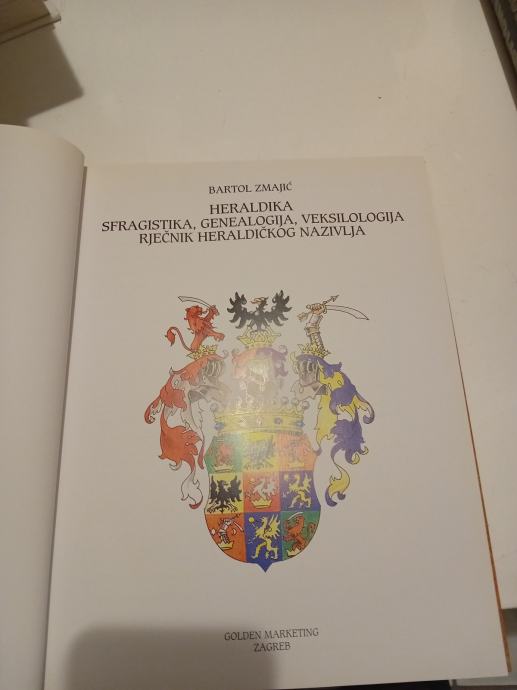 BARTOL ZMAJIĆ
HERALDIKA
SFRAGISTIKA, GENEALOGIJA, VEKSILOLOGIJA
RJEČNIK HERALDIČKOG NAZIVLJA
GOLDEN MARKETING
ZAGREB